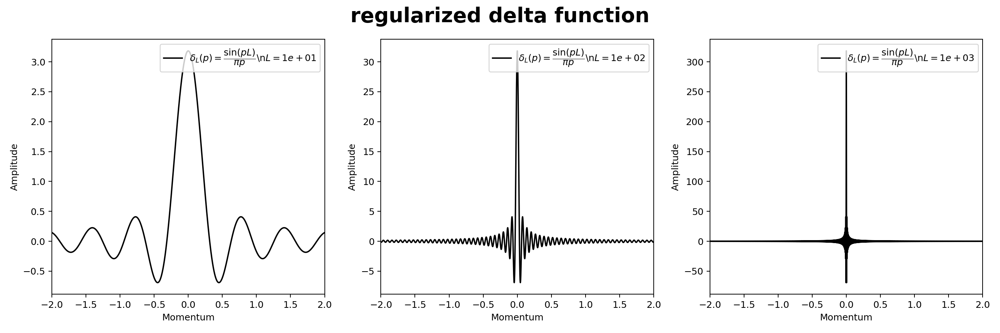 regularized delta function
δ_L(p) = sin(pL)/πp\nL = 1e + 01
3.0
2.5
2.0
1.5
1.0
0.5
0.0
−0.5
Amplitude
−2.0 −1.5 −1.0 −0.5 0.0 0.5 1.0 1.5 2.0
Momentum
δ_L(p) = sin(pL)/πp\nL = 1e + 02
30
25
20
15
10
5
0
−5
Amplitude
−2.0 −1.5 −1.0 −0.5 0.0 0.5 1.0 1.5 2.0
Momentum
δ_L(p) = sin(pL)/πp\nL = 1e + 03
300
250
200
150
100
50
0
−50
Amplitude
−2.0 −1.5 −1.0 −0.5 0.0 0.5 1.0 1.5 2.0
Momentum